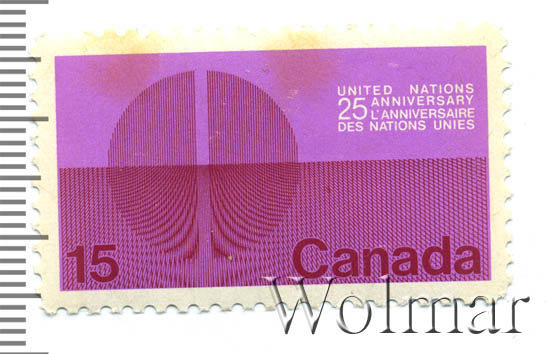 UNITED NATIONS
25 ANNIVERSARY
L'ANNIVERSAIRE
DES NATIONS UNIES
15 Canada
Wolmar